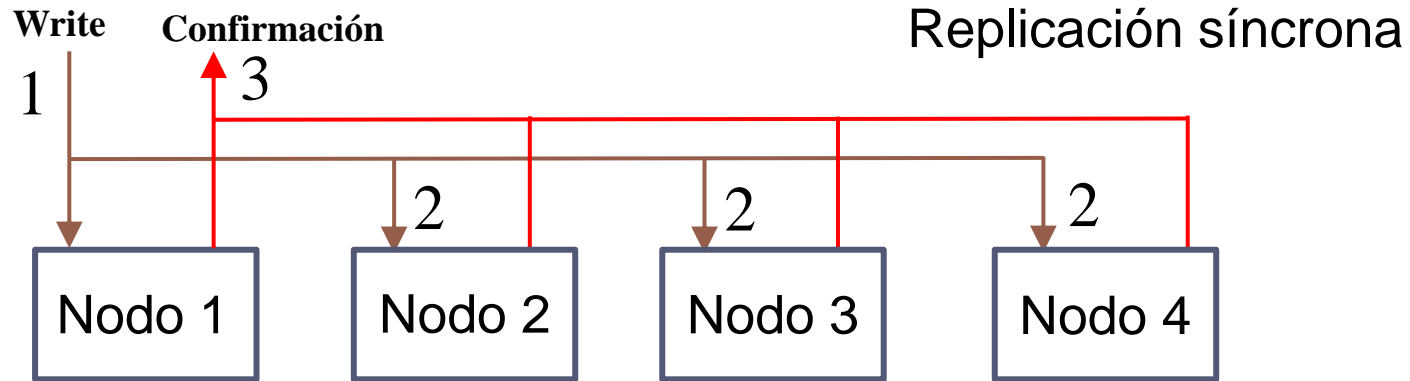 Write
Confirmación
Replicación síncrona
1
3
2
2
2
Nodo 1
Nodo 2
Nodo 3
Nodo 4